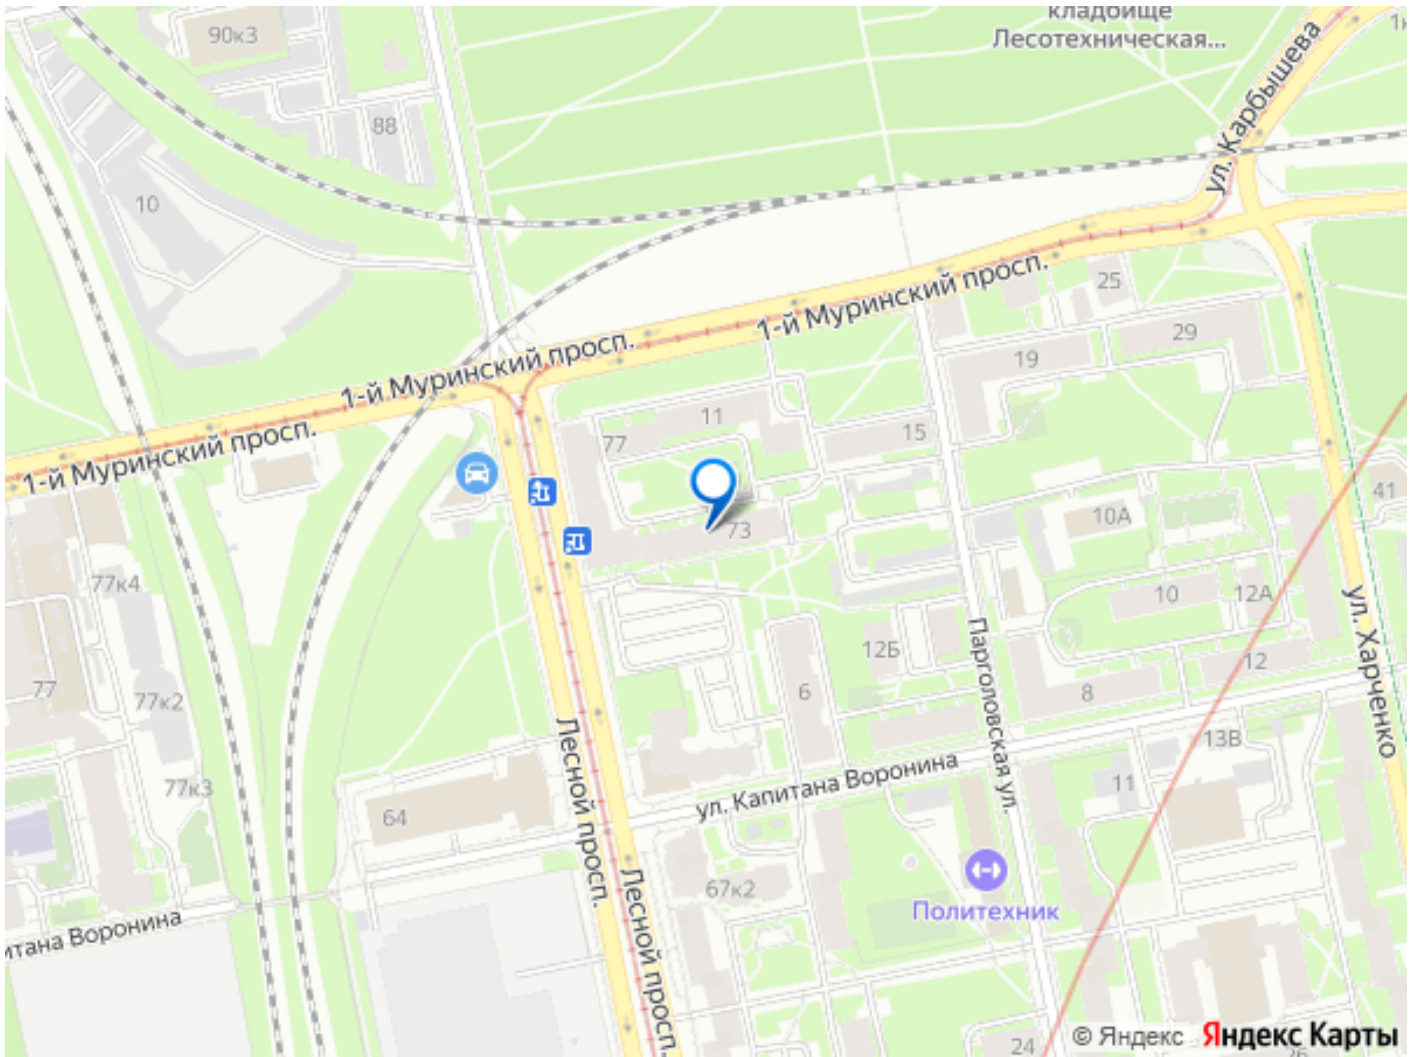 кладбище
Лесотехническая...
90к3
88
10
ул. Карбышева
1-й Муринский просп.
1-й Муринский просп.
1-й Муринский просп.
25
29
19
11
77
15
73
10А
41
77к4
10
12А
12Б
12
77
77к2
6
8
Парголовская ул.
ул. Харченко
77к3
Лесной просп.
13В
11
ул. Капитана Воронина
64
67к2
Политехник
питана Воронина
Лесной просп.
24
© Яндекс Яндекс Карты